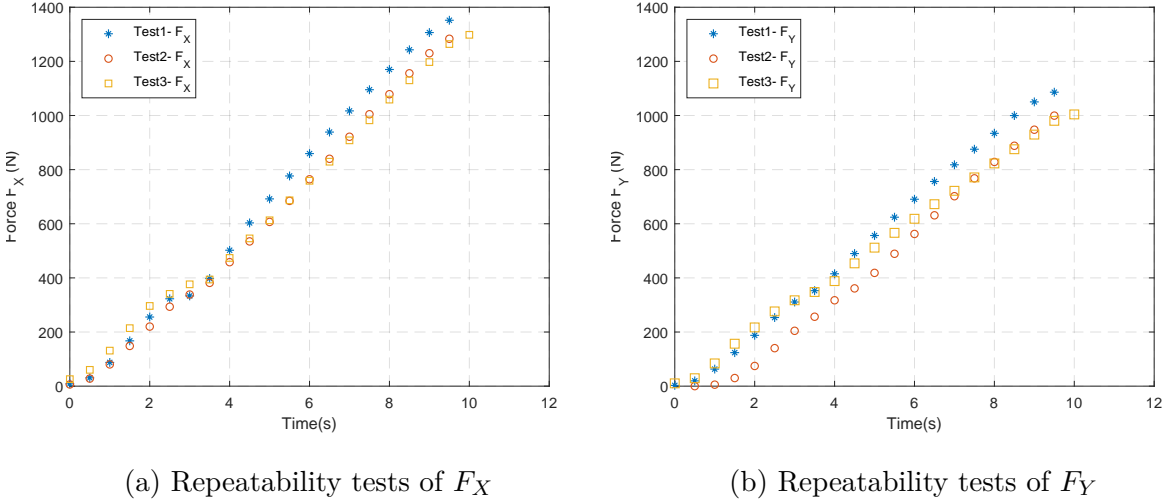 1400
1200
1000
800
600
400
200
0
Force F_X (N)
Test1- F_X
Test2- F_X
Test3- F_X
0 2 4 6 8 10 12
Time(s)
(a) Repeatability tests of F_X
1400
1200
1000
800
600
400
200
0
Force F_Y (N)
Test1- F_Y
Test2- F_Y
Test3- F_Y
0 2 4 6 8 10 12
Time(s)
(b) Repeatability tests of F_Y